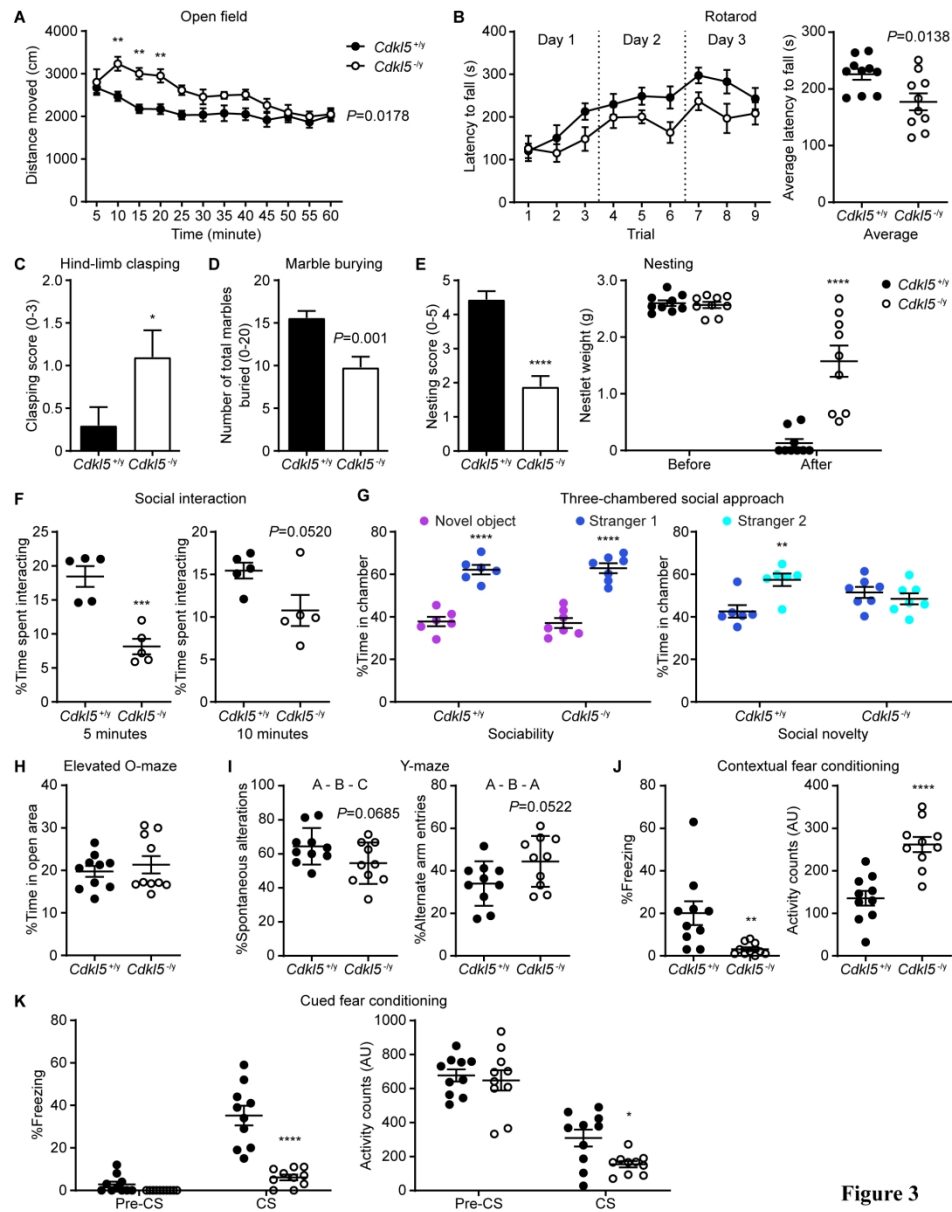 A Open field
** ** **
Cdkl5+/y
Cdkl5-/y
P=0.0178
Distance moved (cm)
4000
3000
2000
1000
0
5 10 15 20 25 30 35 40 45 50 55 60
Time (minute)
B Rotarod
Day 1 Day 2 Day 3
Latency to fall (s)
400
300
200
100
0
1 2 3 4 5 6 7 8 9
Trial
P=0.0138
Average latency to fall (s)
300
200
100
0
Cdkl5+/y Cdkl5-/y
Average
C Hind-limb clasping
Clasping score (0-3)
2.0
1.5
1.0
0.5
0
*
Cdkl5+/y Cdkl5-/y
D Marble burying
Number of total marbles
buried (0-20)
20
15
10
5
0
P=0.001
Cdkl5+/y Cdkl5-/y
E Nesting
Nesting score (0-5)
5
4
3
2
1
0
****
Cdkl5+/y Cdkl5-/y
Nestlet weight (g)
3.0
2.0
1.0
0
****
Before After
Cdkl5+/y
Cdkl5-/y
F Social interaction
%Time spent interacting
25
20
15
10
5
0
***
Cdkl5+/y Cdkl5-/y
5 minutes
%Time spent interacting
20
15
10
5
0
P=0.0520
Cdkl5+/y Cdkl5-/y
10 minutes
G Three-chambered social approach
Novel object Stranger 1 Stranger 2
%Time in chamber
80
60
40
20
0
**** ****
Cdkl5+/y Cdkl5-/y
Sociability
%Time in chamber
80
60
40
20
0
**
Cdkl5+/y Cdkl5-/y
Social novelty
H Elevated O-maze
%Time in open area
40
30
20
10
0
Cdkl5+/y Cdkl5-/y
I Y-maze
A - B - C
P=0.0685
%Spontaneous alterations
100
80
60
40
20
0
Cdkl5+/y Cdkl5-/y
A - B - A
P=0.0522
%Alternate arm entries
80
60
40
20
0
Cdkl5+/y Cdkl5-/y
J Contextual fear conditioning
%Freezing
80
60
40
20
0
**
Cdkl5+/y Cdkl5-/y
Activity counts (AU)
400
300
200
100
0
****
Cdkl5+/y Cdkl5-/y
K Cued fear conditioning
%Freezing
80
60
40
20
0
****
Pre-CS CS
Activity counts (AU)
1000
800
600
400
200
0
*
Pre-CS CS
Figure 3